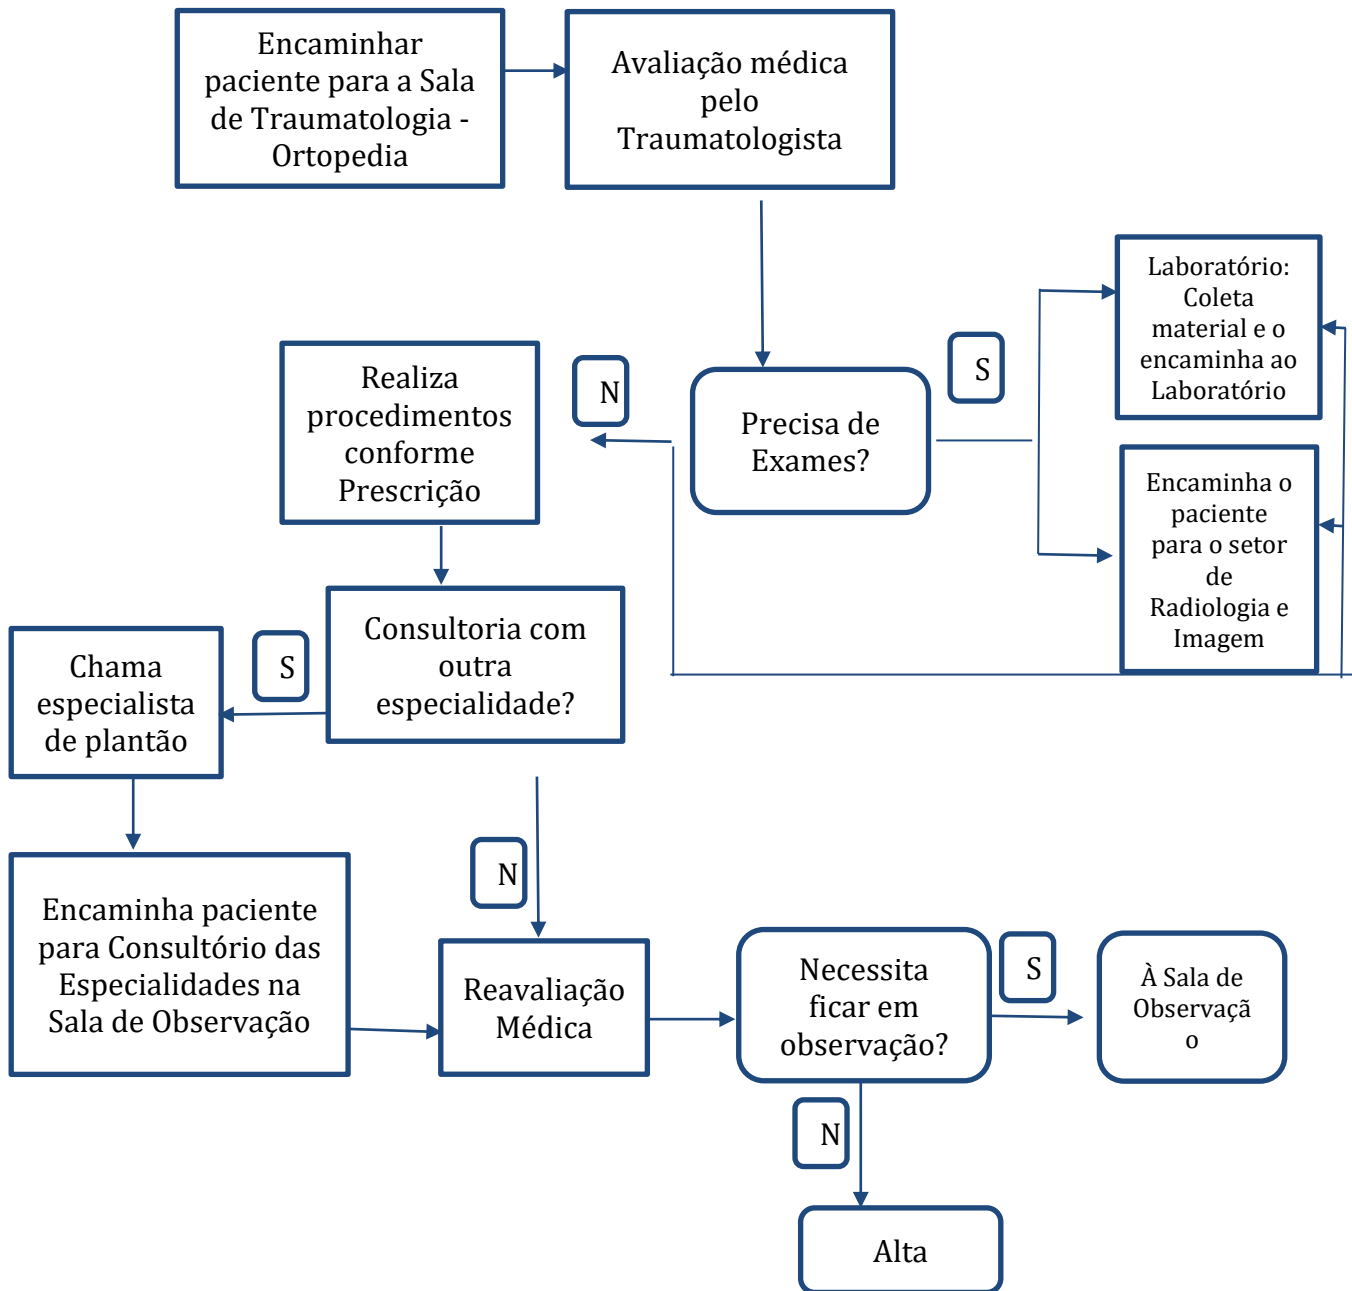 Encaminhar
paciente para a Sala
de Traumatologia -
Ortopedia
Avaliação médica
pelo
Traumatologista
Laboratório:
Coleta
material e o
encaminha ao
Laboratório
S
N
Realiza
procedimentos
conforme
Prescrição
Precisa de
Exames?
Encaminha o
paciente
para o setor
de
Radiologia e
Imagem
Consultoria com
outra
especialidade?
S
Chama
especialista
de plantão
N
Encaminha paciente
para Consultório das
Especialidades na
Sala de Observação
Reavaliação
Médica
Necessita
ficar em
observação?
S
À Sala de
Observaçã
o
N
Alta